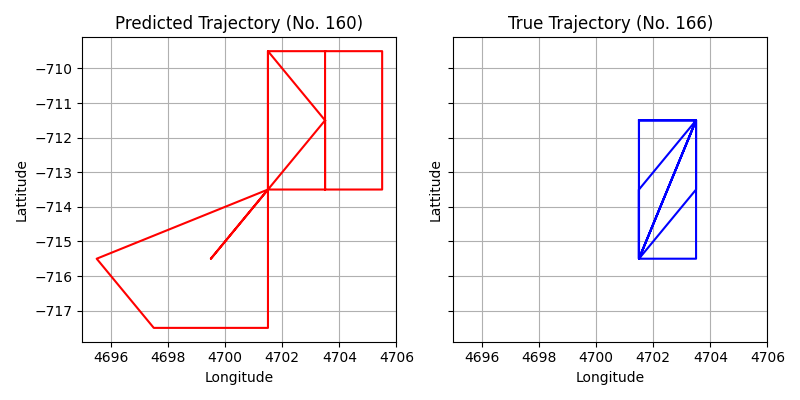 Predicted Trajectory (No. 160)
True Trajectory (No. 166)
−710
−711
−712
−713
−714
−715
−716
−717
Lattitude
Lattitude
4696 4698 4700 4702 4704 4706
4696 4698 4700 4702 4704 4706
Longitude
Longitude